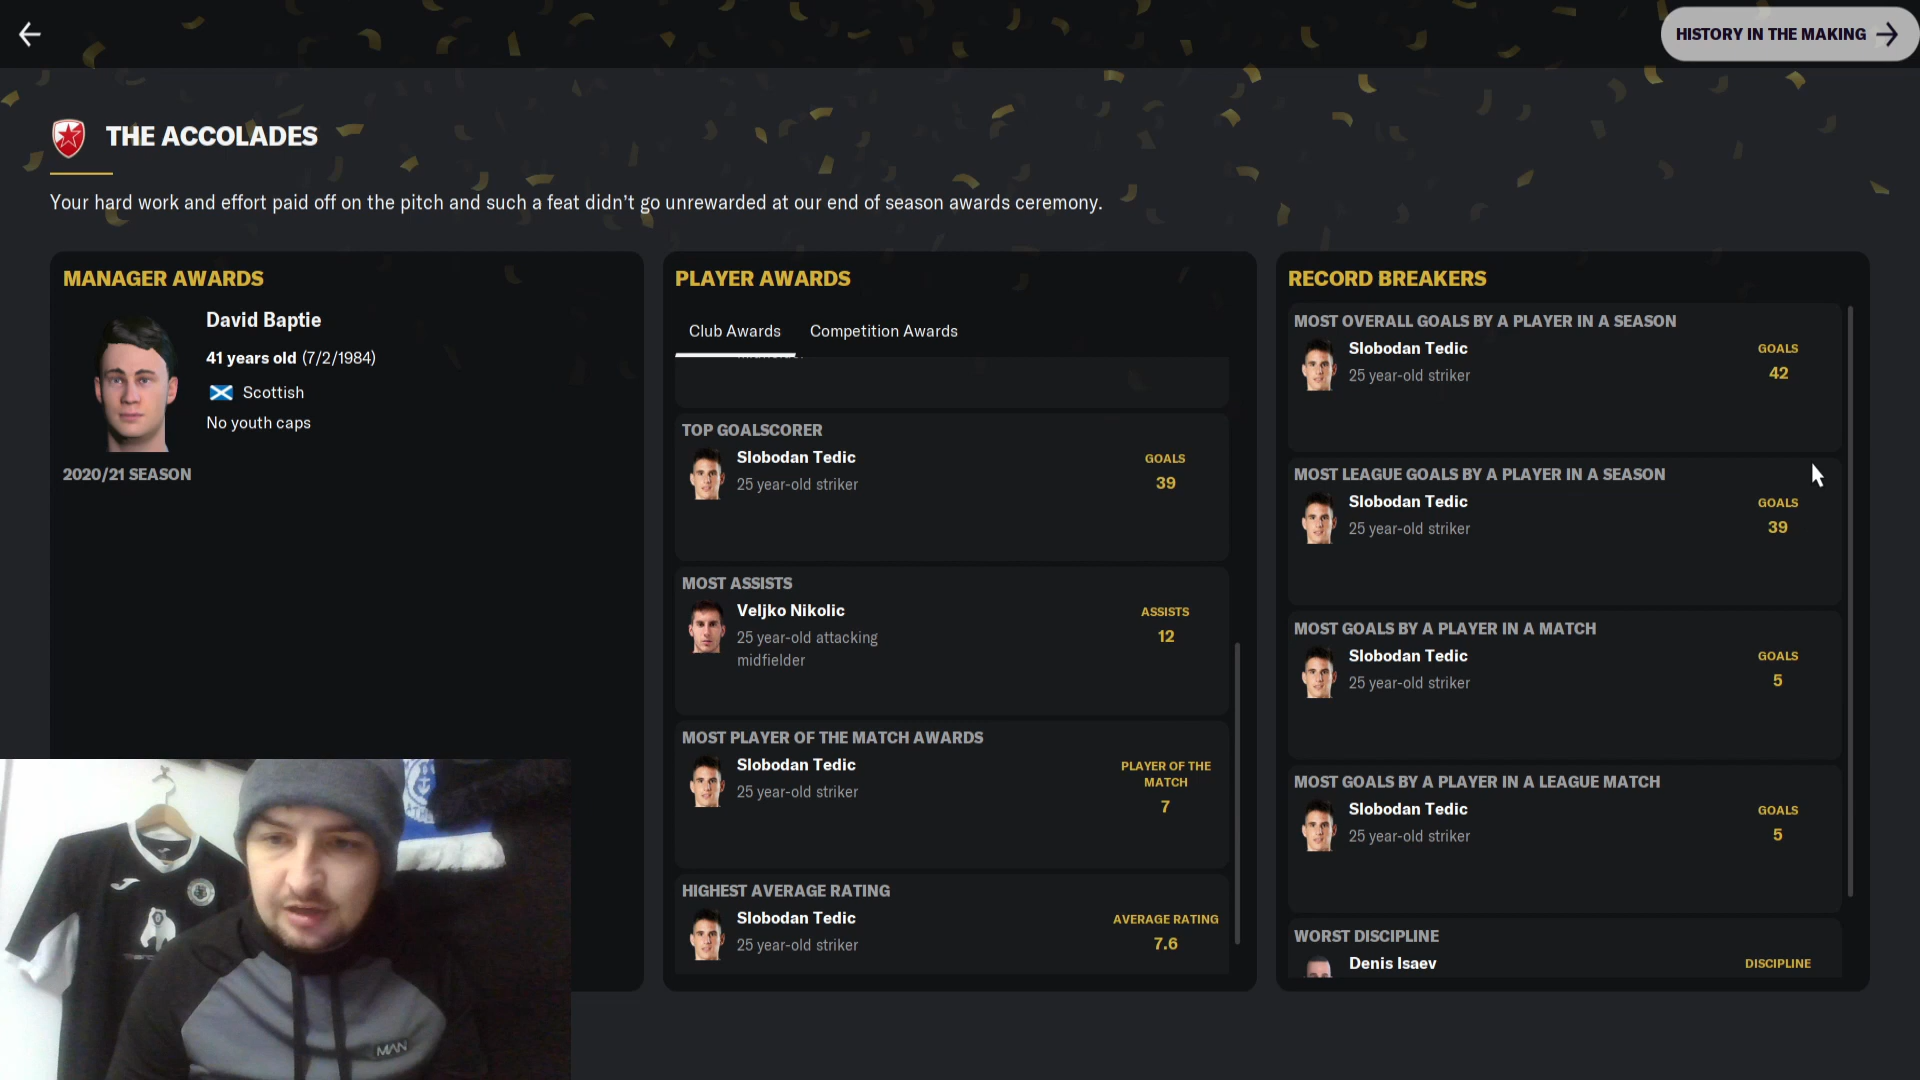 HISTORY IN THE MAKING
THE ACCOLADES
Your hard work and effort paid off on the pitch and such a feat didn't go unrewarded at our end of season awards ceremony.
MANAGER AWARDS
David Baptie
41 years old (7/2/1984)
Scottish
No youth caps
2020/21 SEASON
PLAYER AWARDS
Club Awards
Competition Awards
TOP GOALSCORER
Slobodan Tedic
25 year-old striker
GOALS
39
MOST ASSISTS
Veljko Nikolic
25 year-old attacking
midfielder
ASSISTS
12
MOST PLAYER OF THE MATCH AWARDS
Slobodan Tedic
25 year-old striker
PLAYER OF THE
MATCH
7
HIGHEST AVERAGE RATING
Slobodan Tedic
25 year-old striker
AVERAGE RATING
7.6
RECORD BREAKERS
MOST OVERALL GOALS BY A PLAYER IN A SEASON
Slobodan Tedic
25 year-old striker
GOALS
42
MOST LEAGUE GOALS BY A PLAYER IN A SEASON
Slobodan Tedic
25 year-old striker
GOALS
39
MOST GOALS BY A PLAYER IN A MATCH
Slobodan Tedic
25 year-old striker
GOALS
5
MOST GOALS BY A PLAYER IN A LEAGUE MATCH
Slobodan Tedic
25 year-old striker
GOALS
5
WORST DISCIPLINE
Denis Isaev
DISCIPLINE
MAN